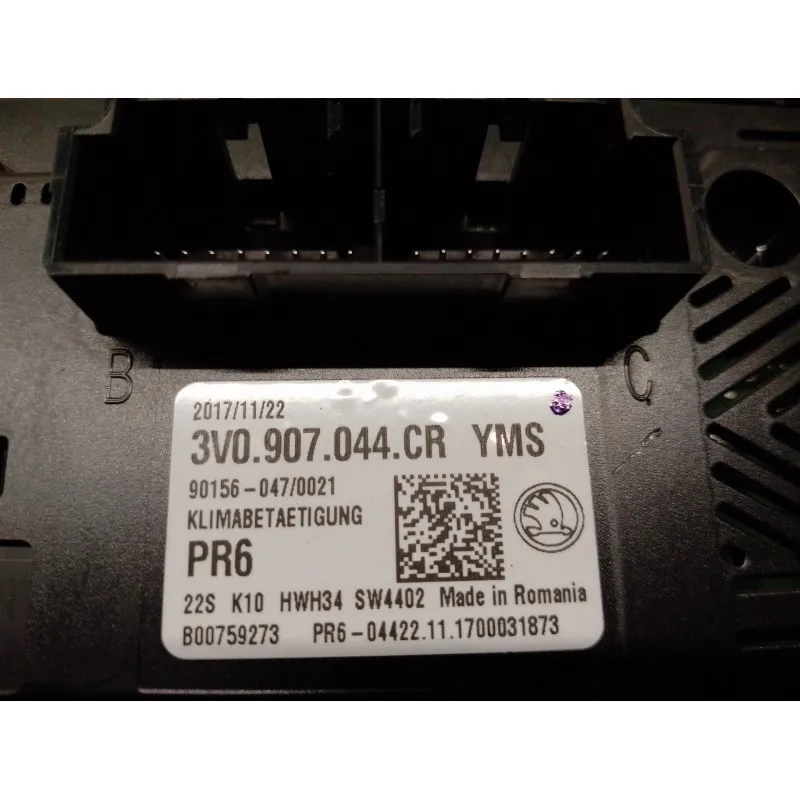 B
C
2017/11/22
3V0.907.044.CR YMS
90156-047/0021
KLIMABETAETIGUNG
PR6
22S K10 HWH34 SW4402 Made in Romania
B00759273 PR6-04422.11.1700031873